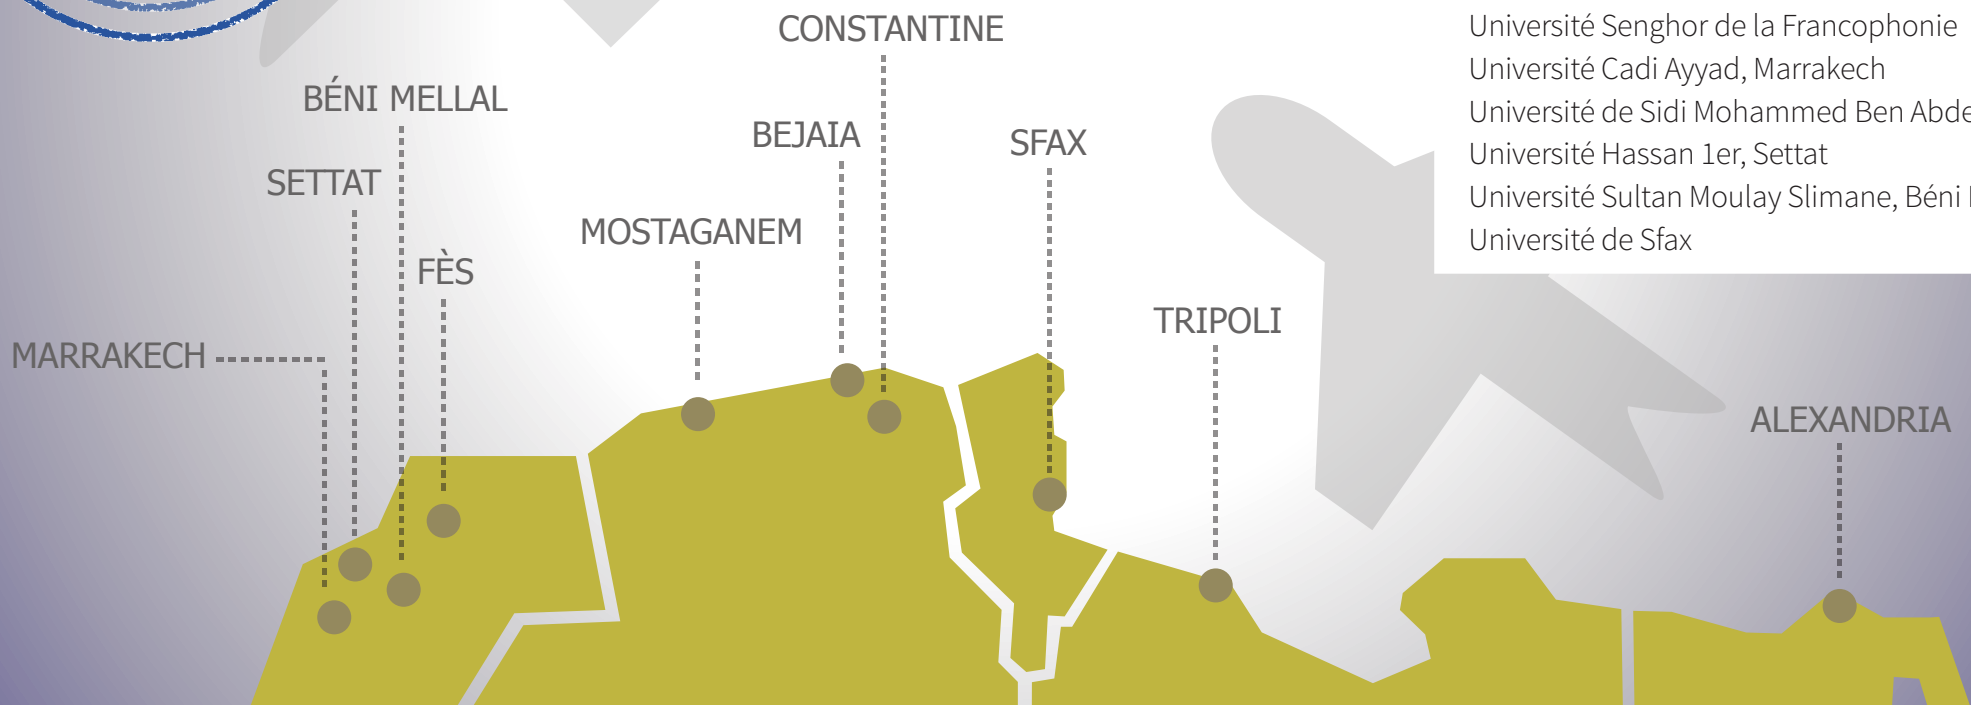 CONSTANTINE
BÉNI MELLAL
BEJAIA
SFAX
SETTAT
MOSTAGANEM
FÈS
TRIPOLI
MARRAKECH
ALEXANDRIA
Université Senghor de la Francophonie
Université Cadi Ayyad, Marrakech
Université de Sidi Mohammed Ben Abde
Université Hassan 1er, Settat
Université Sultan Moulay Slimane, Béni
Université de Sfax